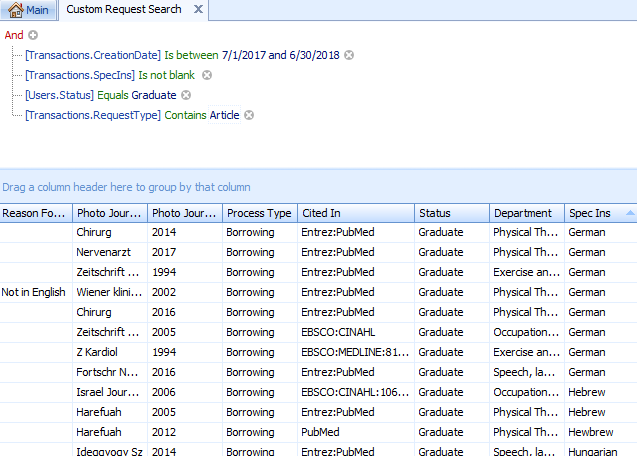 Main Custom Request Search
And
[Transactions.CreationDate] Is between 7/1/2017 and 6/30/2018
[Transactions.SpecIns] Is not blank
[Users.Status] Equals Graduate
[Transactions.RequestType] Contains Article
Drag a column header here to group by that column
Reason Fo... Photo Jour... Photo Jour... Process Type Cited In Status Department Spec Ins
Chirurg 2014 Borrowing Entrez:PubMed Graduate Physical Th... German
Nervenarzt 2017 Borrowing Entrez:PubMed Graduate Physical Th... German
Zeitschrift ... 1994 Borrowing Entrez:PubMed Graduate Exercise an... German
Not in English Wiener klini... 2002 Borrowing Entrez:PubMed Graduate Physical Th... German
Chirurg 2016 Borrowing Entrez:PubMed Graduate Physical Th... German
Zeitschrift ... 2005 Borrowing EBSCO:CINAHL Graduate Occupation... German
Z Kardiol 1994 Borrowing EBSCO:MEDLINE:81... Graduate Exercise an... German
Fortschr N... 2016 Borrowing Entrez:PubMed Graduate Speech, la... German
Israel Jour... 2006 Borrowing EBSCO:CINAHL:106... Graduate Occupation... Hebrew
Harefuah 2005 Borrowing Entrez:PubMed Graduate Physical Th... Hebrew
Harefuah 2012 Borrowing PubMed Graduate Physical Th... Hewbrew
Ideggyogy Sz 2014 Borrowing Entrez:PubMed Graduate Speech, la... Hungarian